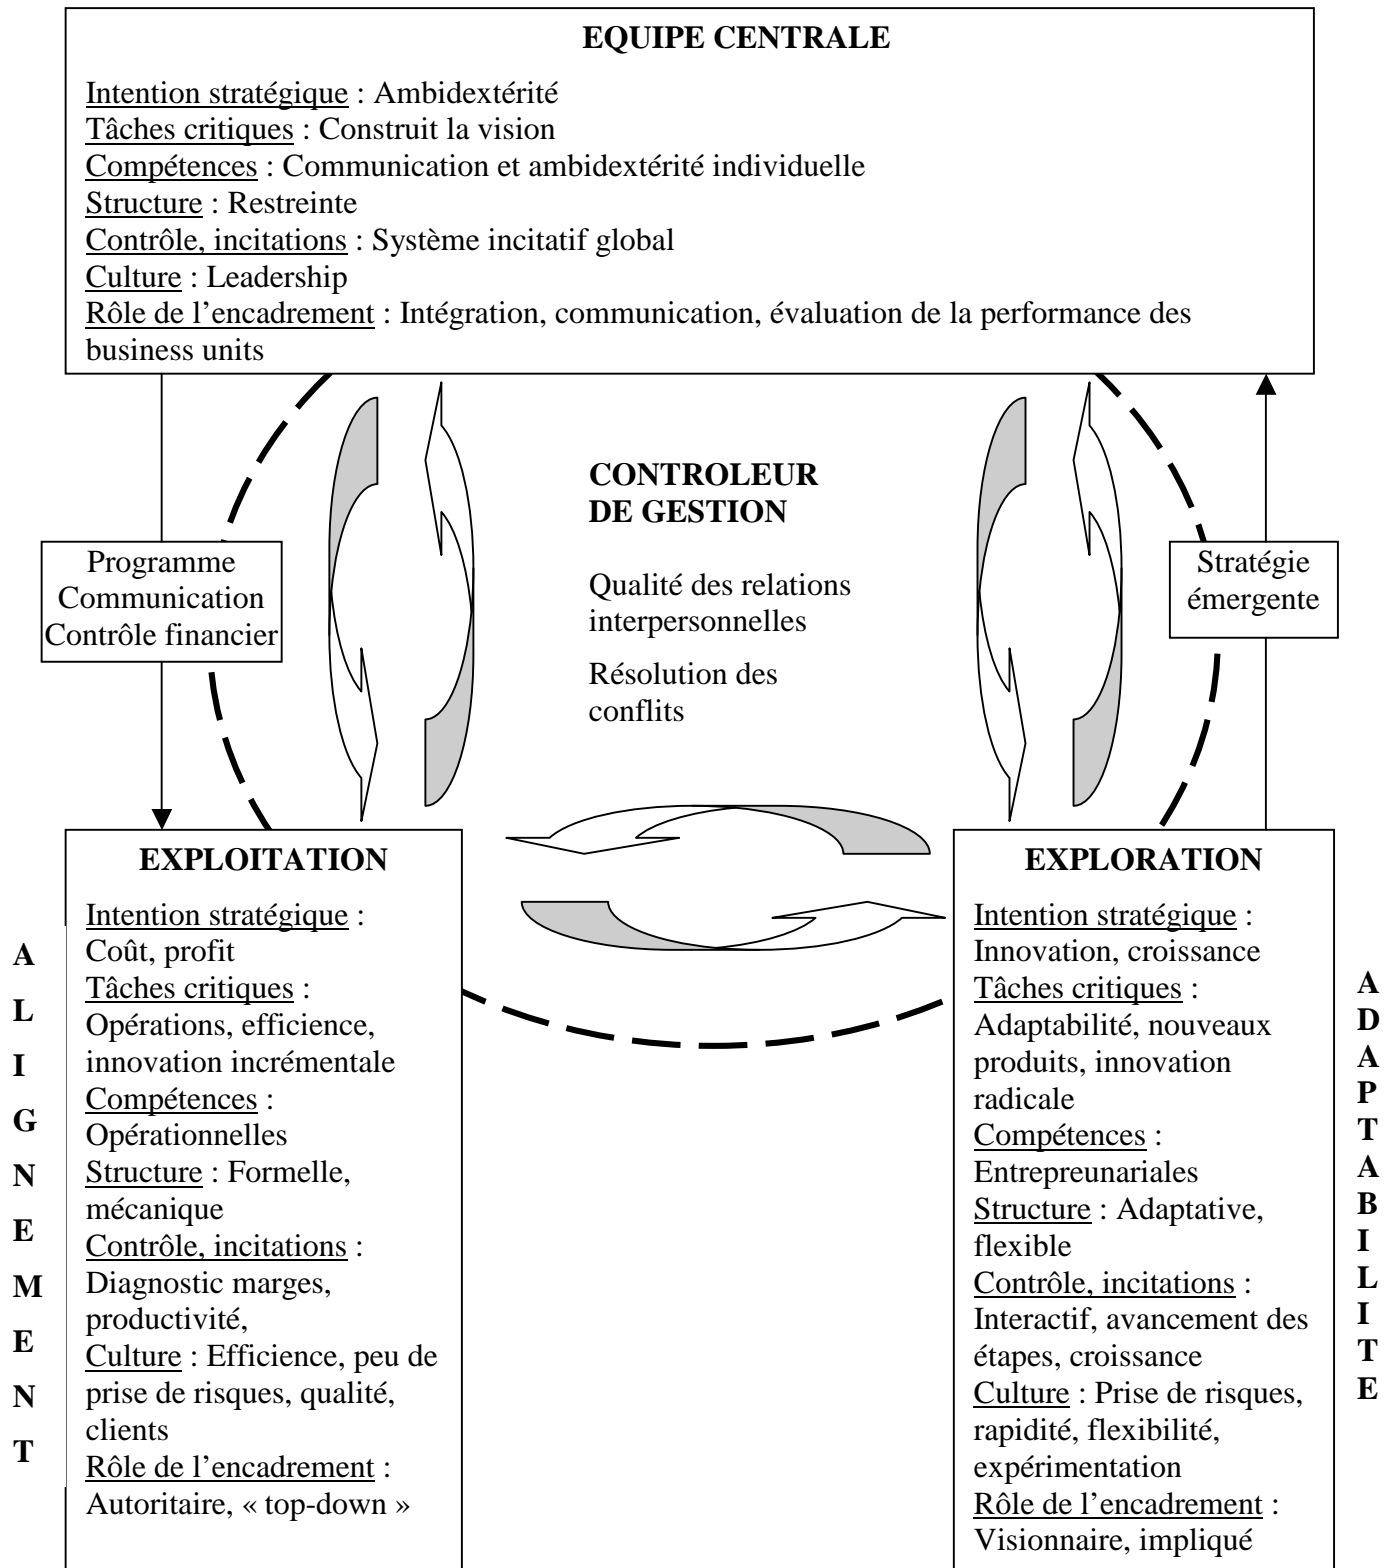 EQUIPE CENTRALE
Intention stratégique : Ambidextérité
Tâches critiques : Construit la vision
Compétences : Communication et ambidextérité individuelle
Structure : Restreinte
Contrôle, incitations : Système incitatif global
Culture : Leadership
Rôle de l’encadrement : Intégration, communication, évaluation de la performance des
business units
Programme
Communication
Contrôle financier
CONTROLEUR
DE GESTION
Qualité des relations
interpersonnelles
Résolution des
conflits
Stratégie
émergente
A
L
I
G
N
E
M
E
N
T
EXPLOITATION
Intention stratégique :
Coût, profit
Tâches critiques :
Opérations, efficience,
innovation incrémentale
Compétences :
Opérationnelles
Structure : Formelle,
mécanique
Contrôle, incitations :
Diagnostic marges,
productivité,
Culture : Efficience, peu de
prise de risques, qualité,
clients
Rôle de l’encadrement :
Autoritaire, « top-down »
EXPLORATION
Intention stratégique :
Innovation, croissance
Tâches critiques :
Adaptabilité, nouveaux
produits, innovation
radicale
Compétences :
Entrepreunariales
Structure : Adaptative,
flexible
Contrôle, incitations :
Interactif, avancement des
étapes, croissance
Culture : Prise de risques,
rapidité, flexibilité,
expérimentation
Rôle de l’encadrement :
Visionnaire, impliqué
A
D
A
P
T
A
B
I
L
I
T
E